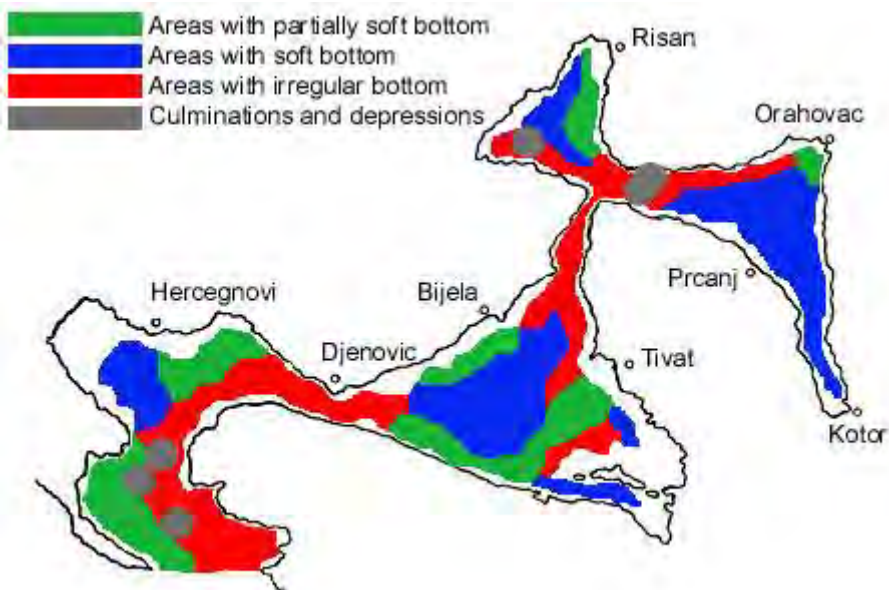 Areas with partially soft bottom
Areas with soft bottom
Areas with irregular bottom
Culminations and depressions
Risan
Orahovac
Prcanj
Hercegnovi
Bijela
Djenovic
Tivat
Kotor